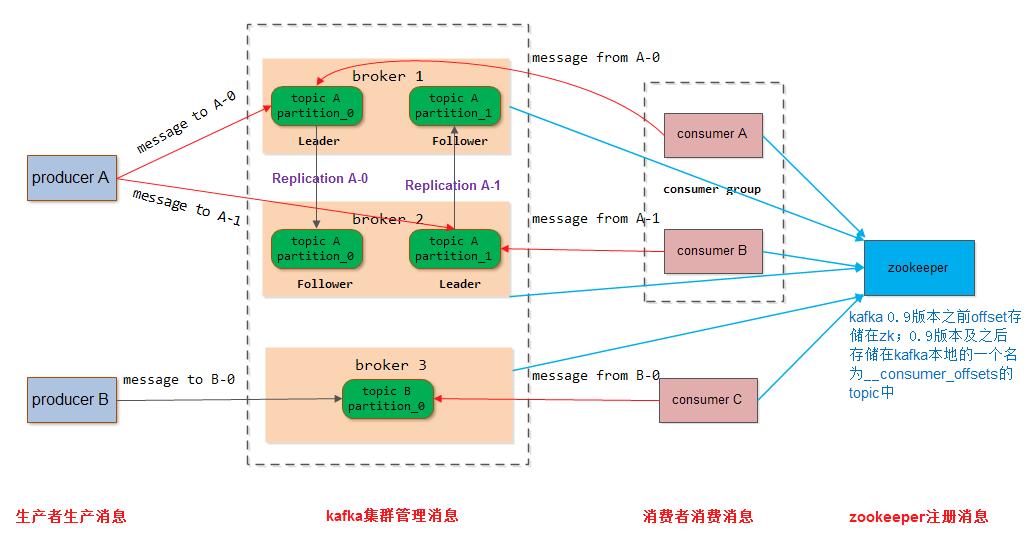 message from A-0
broker 1
topic A
partition_0
topic A
partition_1
Leader
Follower
message to A-0
producer A
message to A-1
Replication A-0
Replication A-1
broker 2
topic A
partition_0
topic A
partition_1
Follower
Leader
message from A-1
consumer A
consumer group
consumer B
zookeeper
kafka 0.9版本之前offset存
储在zk；0.9版本及之后
存储在kafka本地的一个名
为__consumer_offsets的
topic中
producer B
message to B-0
broker 3
topic B
partition_0
message from B-0
consumer C
生产者生产消息
kafka集群管理消息
消费者消费消息
zookeeper注册消息